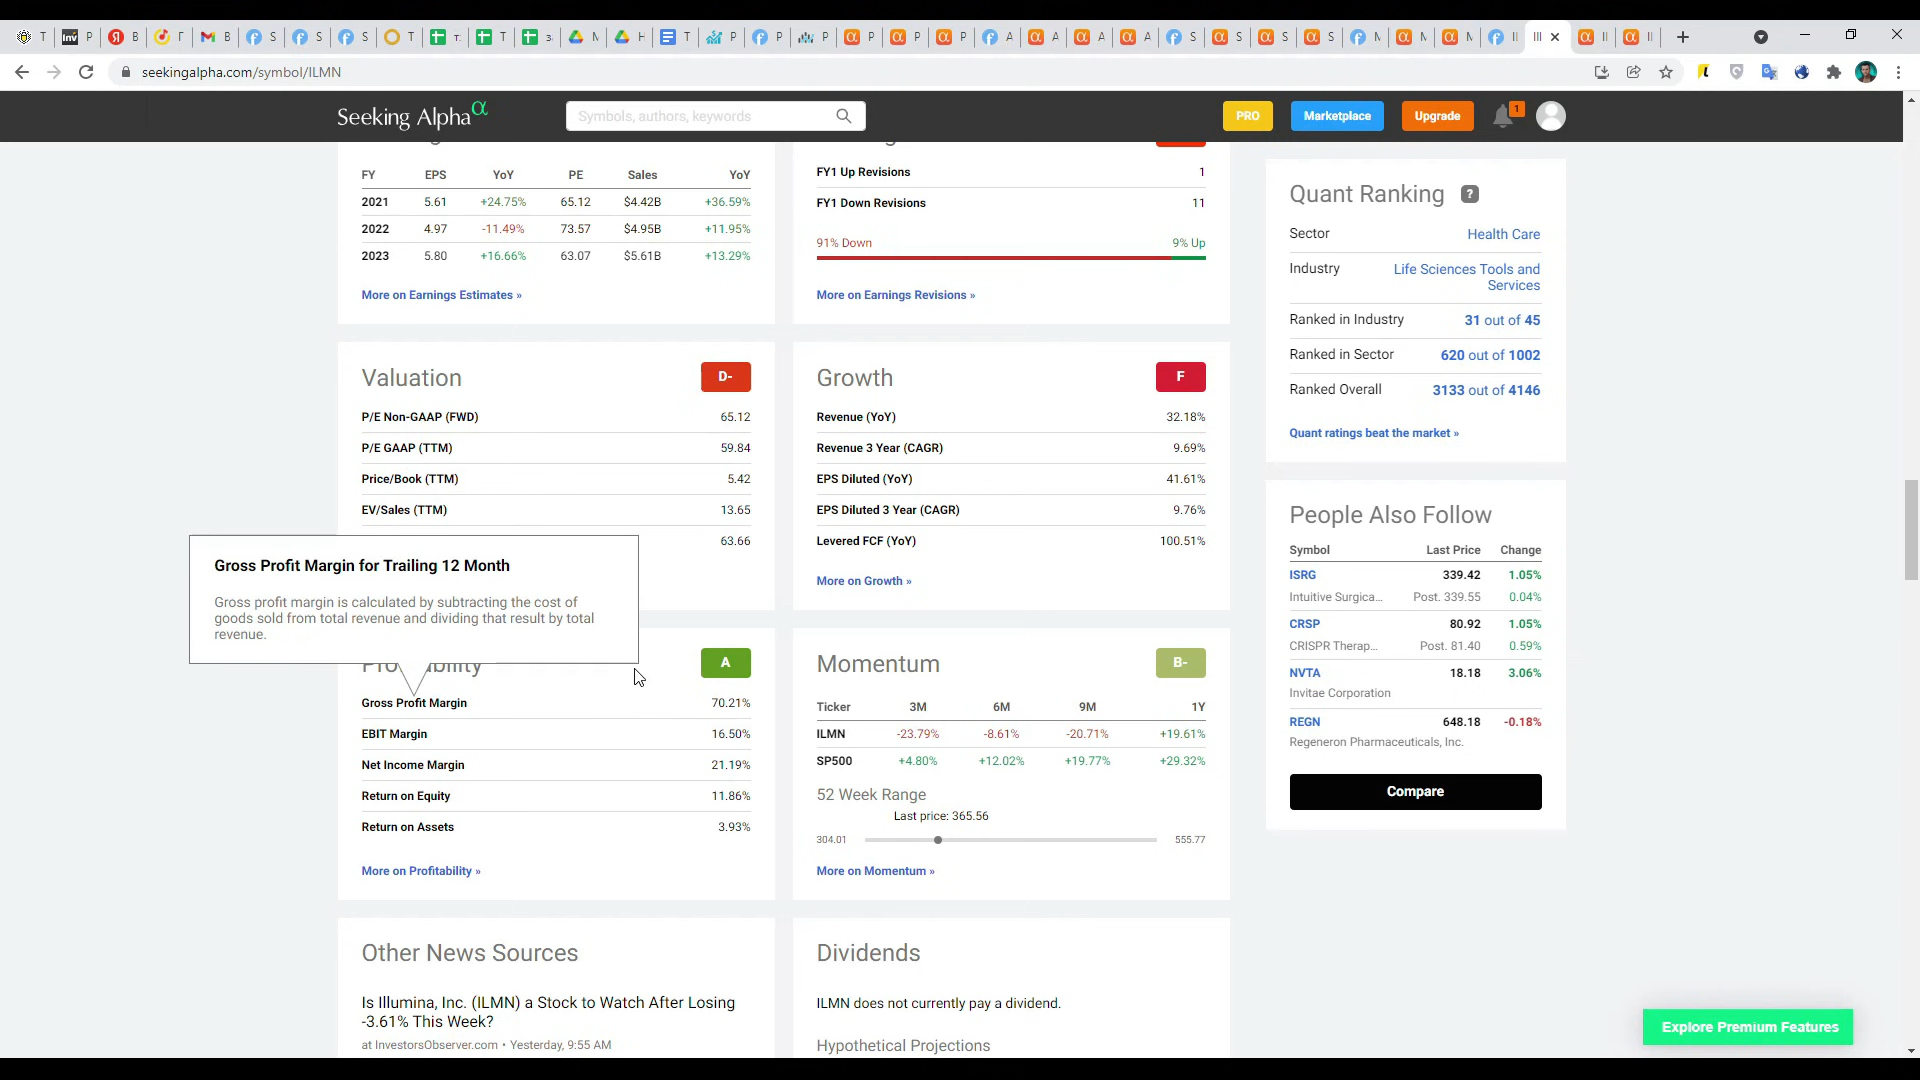 seekingalpha.com/symbol/ILMN
Seeking Alpha α
Symbols, authors, keywords
PRO
Marketplace
Upgrade
1
FY EPS YoY PE Sales YoY
2021 5.61 +24.75% 65.12 $4.42B +36.59%
2022 4.97 -11.49% 73.57 $4.95B +11.95%
2023 5.80 +16.66% 63.07 $5.61B +13.29%
More on Earnings Estimates »
FY1 Up Revisions 1
FY1 Down Revisions 11
91% Down 9% Up
More on Earnings Revisions »
Valuation D-
P/E Non-GAAP (FWD) 65.12
P/E GAAP (TTM) 59.84
Price/Book (TTM) 5.42
EV/Sales (TTM) 13.65
63.66
Growth F
Revenue (YoY) 32.18%
Revenue 3 Year (CAGR) 9.69%
EPS Diluted (YoY) 41.61%
EPS Diluted 3 Year (CAGR) 9.76%
Levered FCF (YoY) 100.51%
More on Growth »
Gross Profit Margin for Trailing 12 Month
Gross profit margin is calculated by subtracting the cost of
goods sold from total revenue and dividing that result by total
revenue.
A
Gross Profit Margin 70.21%
EBIT Margin 16.50%
Net Income Margin 21.19%
Return on Equity 11.86%
Return on Assets 3.93%
More on Profitability »
Momentum B-
Ticker 3M 6M 9M 1Y
ILMN -23.79% -8.61% -20.71% +19.61%
SP500 +4.80% +12.02% +19.77% +29.32%
52 Week Range
Last price: 365.56
304.01 555.77
More on Momentum »
Other News Sources
Is Illumina, Inc. (ILMN) a Stock to Watch After Losing
-3.61% This Week?
at InvestorsObserver.com • Yesterday, 9:55 AM
Dividends
ILMN does not currently pay a dividend.
Hypothetical Projections
Quant Ranking ?
Sector Health Care
Industry Life Sciences Tools and
Services
Ranked in Industry 31 out of 45
Ranked in Sector 620 out of 1002
Ranked Overall 3133 out of 4146
Quant ratings beat the market »
People Also Follow
Symbol Last Price Change
ISRG 339.42 1.05%
Intuitive Surgica... Post. 339.55 0.04%
CRSP 80.92 1.05%
CRISPR Therap... Post. 81.40 0.59%
NVTA 18.18 3.06%
Invitae Corporation
REGN 648.18 -0.18%
Regeneron Pharmaceuticals, Inc.
Compare
Explore Premium Features